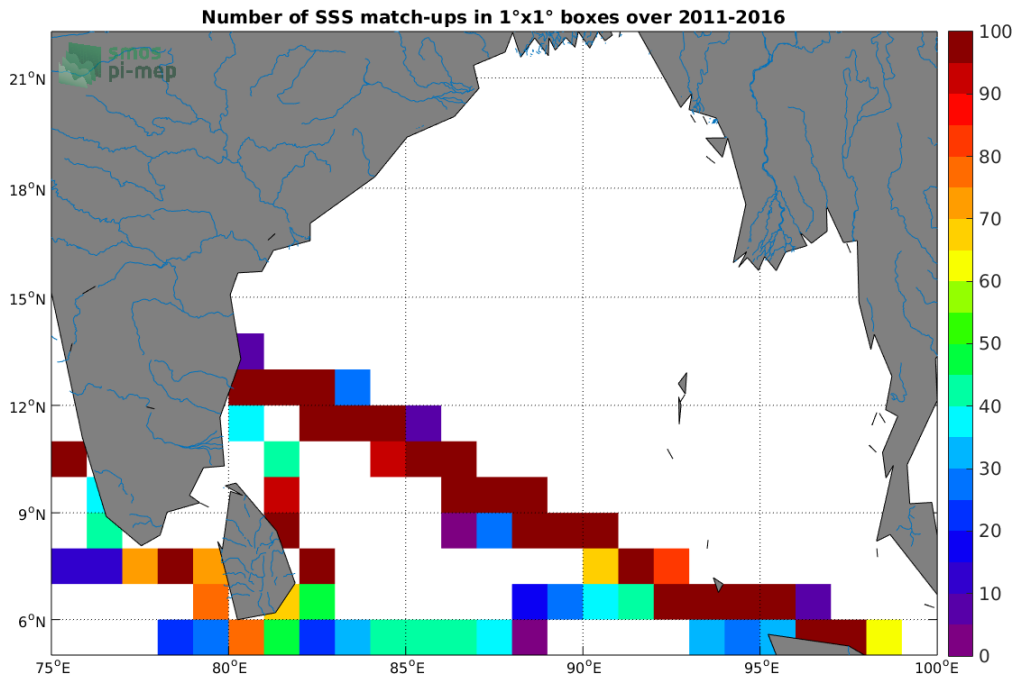 Number of SSS match-ups in 1°x1° boxes over 2011-2016
smos
pi-mep
21°N
18°N
15°N
12°N
9°N
6°N
75°E
80°E
85°E
90°E
95°E
100°E
100
90
80
70
60
50
40
30
20
10
0